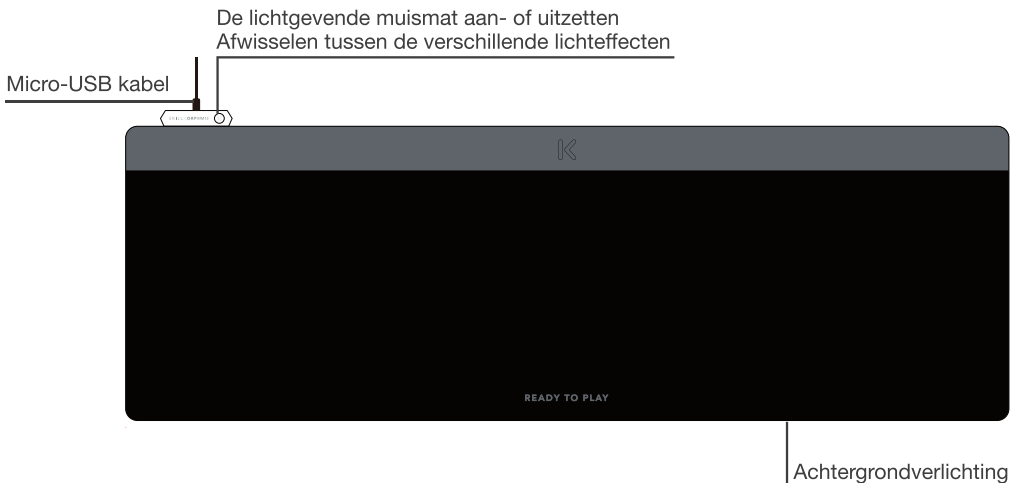 De lichtgevende muismat aan- of uitzetten
Afwisselen tussen de verschillende lichteffecten
Micro-USB kabel
K
READY TO PLAY
Achtergrondverlichting